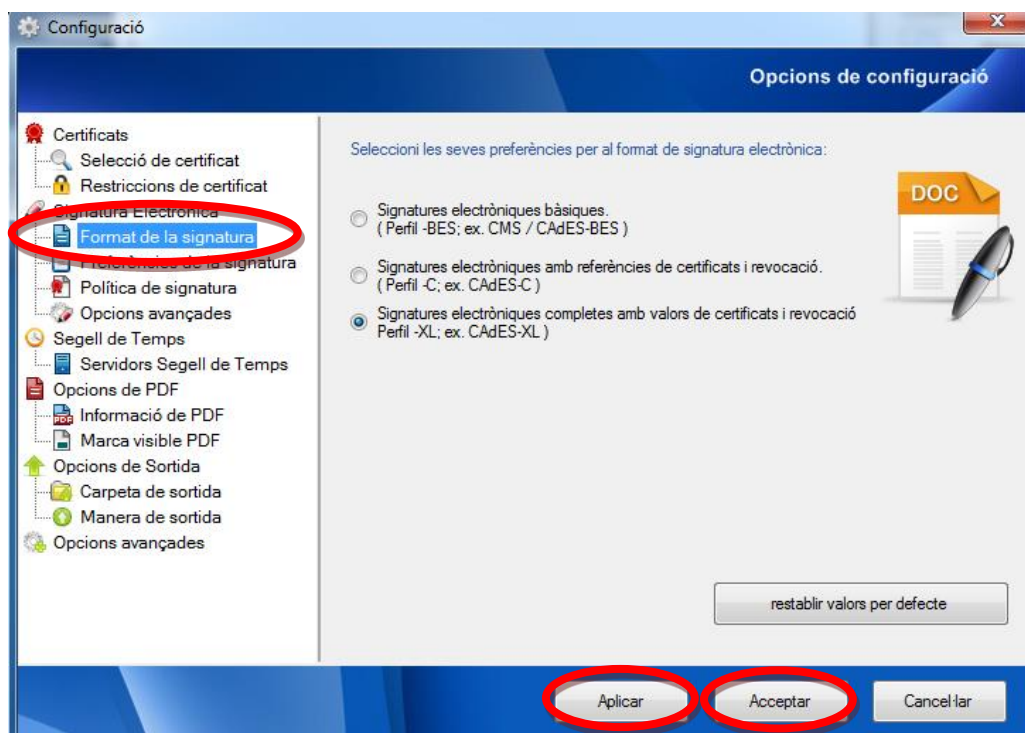 Configuració
X
Opcions de configuració
Certificats
Selecció de certificat
Restriccions de certificat
Signatura Electrònica
Format de la signatura
Preferències de la signatura
Política de signatura
Opcions avançades
Segell de Temps
Servidors Segell de Temps
Opcions de PDF
PDF
Informació de PDF
Marca visible PDF
Opcions de Sortida
Carpeta de sortida
Manera de sortida
Opcions avançades
Seleccioni les seves preferències per al format de signatura electrònica:
Signatures electròniques bàsiques.
( Perfil -BES; ex. CMS / CAdES-BES )
Signatures electròniques amb referències de certificats i revocació.
( Perfil -C; ex. CAdES-C )
Signatures electròniques completes amb valors de certificats i revocació
Perfil -XL; ex. CAdES-XL )
DOC
restablir valors per defecte
Aplicar
Acceptar
Cancel·lar